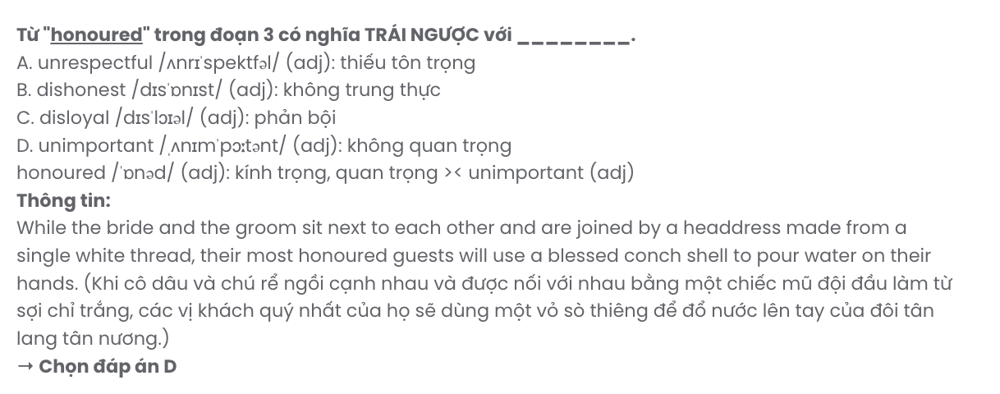 Từ "honoured" trong đoạn 3 có nghĩa TRÁI NGƯỢC với ________.
A. unrespectful /ʌnrɪˈspektfəl/ (adj): thiếu tôn trọng
B. dishonest /dɪsˈɒnɪst/ (adj): không trung thực
C. disloyal /dɪsˈlɔɪəl/ (adj): phản bội
D. unimportant /ˌʌnɪmˈpɔːtənt/ (adj): không quan trọng
honoured /ˈɒnəd/ (adj): kính trọng, quan trọng >< unimportant (adj)
Thông tin:
While the bride and the groom sit next to each other and are joined by a headdress made from a
single white thread, their most honoured guests will use a blessed conch shell to pour water on their
hands. (Khi cô dâu và chú rể ngồi cạnh nhau và được nối với nhau bằng một chiếc mũ đội đầu làm từ
sợi chỉ trắng, các vị khách quý nhất của họ sẽ dùng một vỏ sò thiêng để đổ nước lên tay của đôi tân
lang tân nương.)
→ Chọn đáp án D